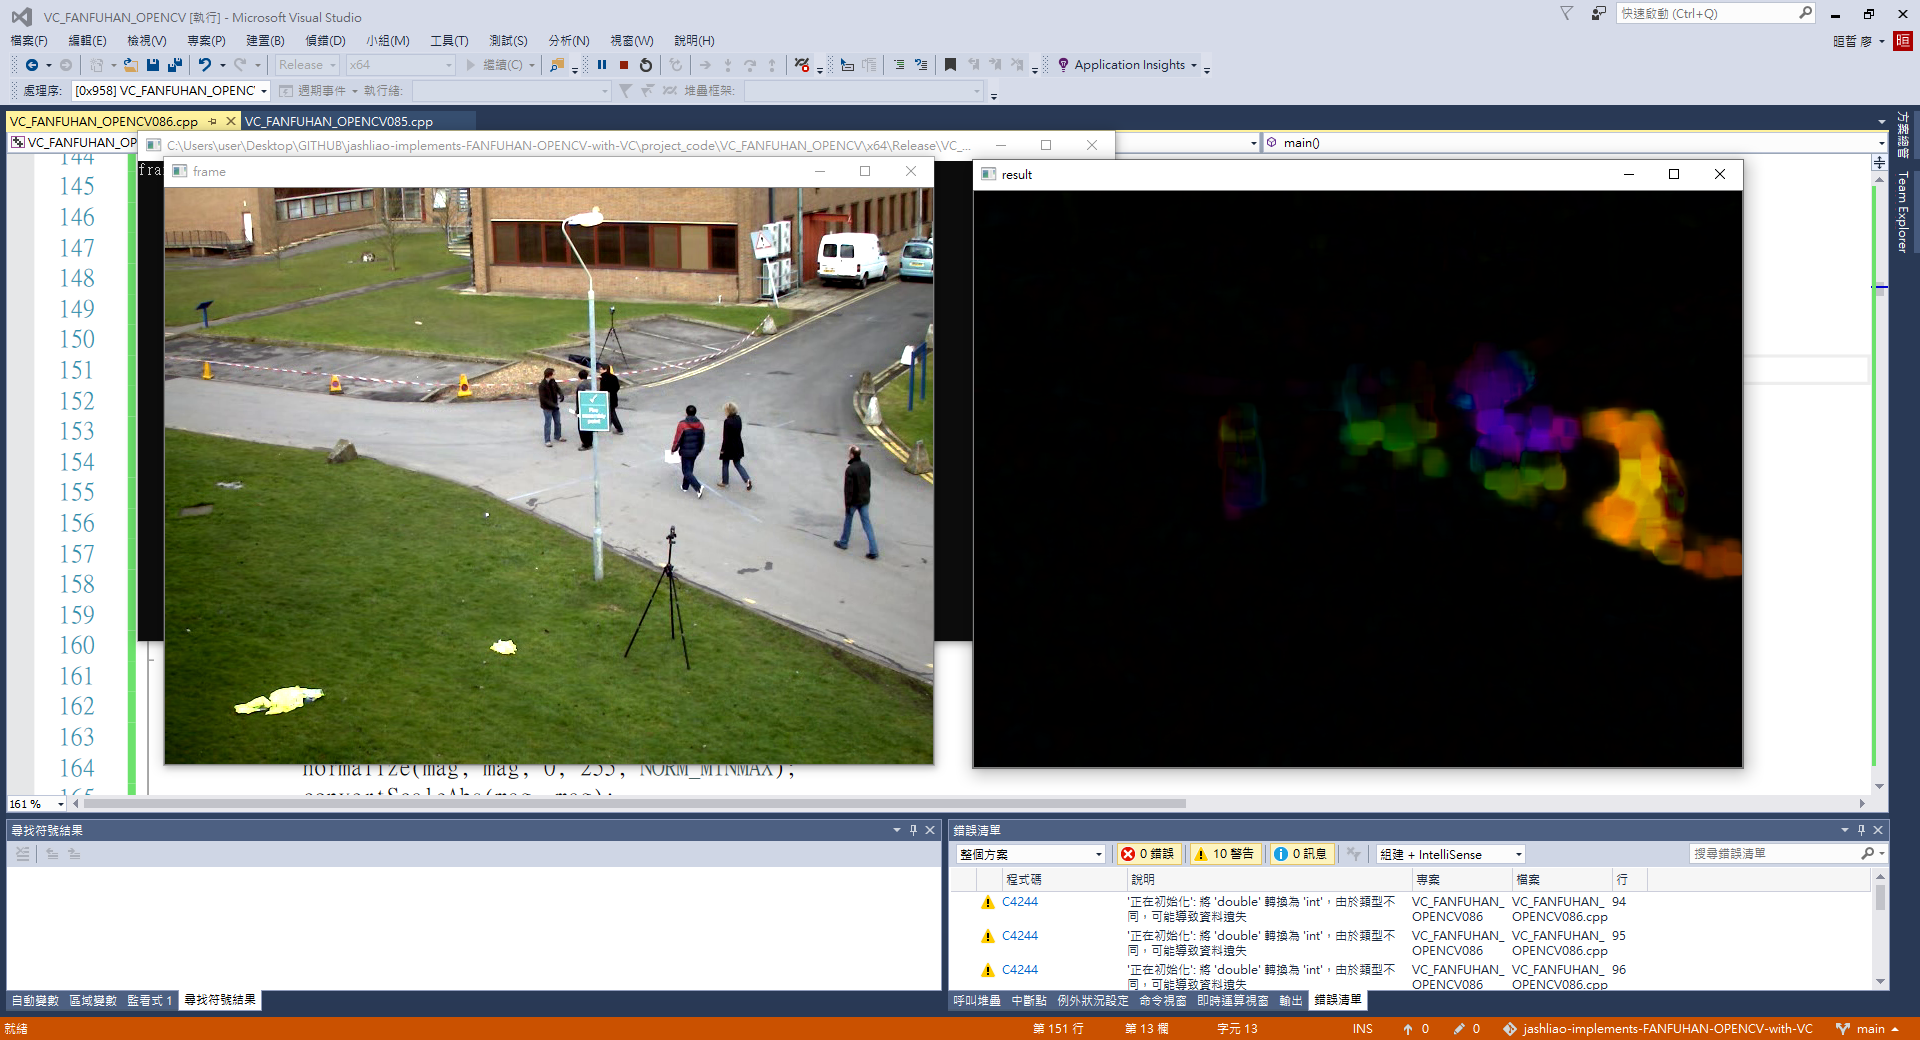 VC_FANFUHAN_OPENCV [執行] - Microsoft Visual Studio
快速啟動 (Ctrl+Q)
檔案(F) 編輯(E) 檢視(V) 專案(P) 建置(B) 偵錯(D) 小組(M) 工具(T) 測試(S) 分析(N) 視窗(W) 說明(H)
Release x64 繼續(C) Application Insights
處理序: [0x958] VC_FANFUHAN_OPENC 週期事件 執行緒: 堆疊框架:
VC_FANFUHAN_OPENCV086.cpp VC_FANFUHAN_OPENCV085.cpp
VC_FANFUHAN_OP main()
C:\Users\user\Desktop\GITHUB\jashliao-implements-FANFUHAN-OPENCV-with-VC\project_code\VC_FANFUHAN_OPENCV\x64\Release\VC_...
frame
result
方案總管
Team Explorer
144
145
146
147
148
149
150
151
152
153
154
155
156
157
158
159
160
161
162
163
164 normalize(mag, mag, 0, 255, NORM_MINMAX);
165 convertScaleAbs(mag, mag);
161 %
尋找符號結果
錯誤清單
整個方案 0 錯誤 10 警告 0 訊息 組建 + IntelliSense 搜尋錯誤清單
程式碼 說明 專案 檔案 行
C4244 '正在初始化': 將 'double' 轉換為 'int'，由於類型不同，可能導致資料遺失 VC_FANFUHAN_OPENCV086 VC_FANFUHAN_OPENCV086.cpp 94
C4244 '正在初始化': 將 'double' 轉換為 'int'，由於類型不同，可能導致資料遺失 VC_FANFUHAN_OPENCV086 VC_FANFUHAN_OPENCV086.cpp 95
C4244 '正在初始化': 將 'double' 轉換為 'int'，由於類型不同，可能導致資料遺失 VC_FANFUHAN_OPENCV086 VC_FANFUHAN_OPENCV086.cpp 96
自動變數 區域變數 監看式 1 尋找符號結果
呼叫堆疊 中斷點 例外狀況設定 命令視窗 即時運算視窗 輸出 錯誤清單
就緒 第 151 行 第 13 欄 字元 13 INS 0 0 jashliao-implements-FANFUHAN-OPENCV-with-VC main